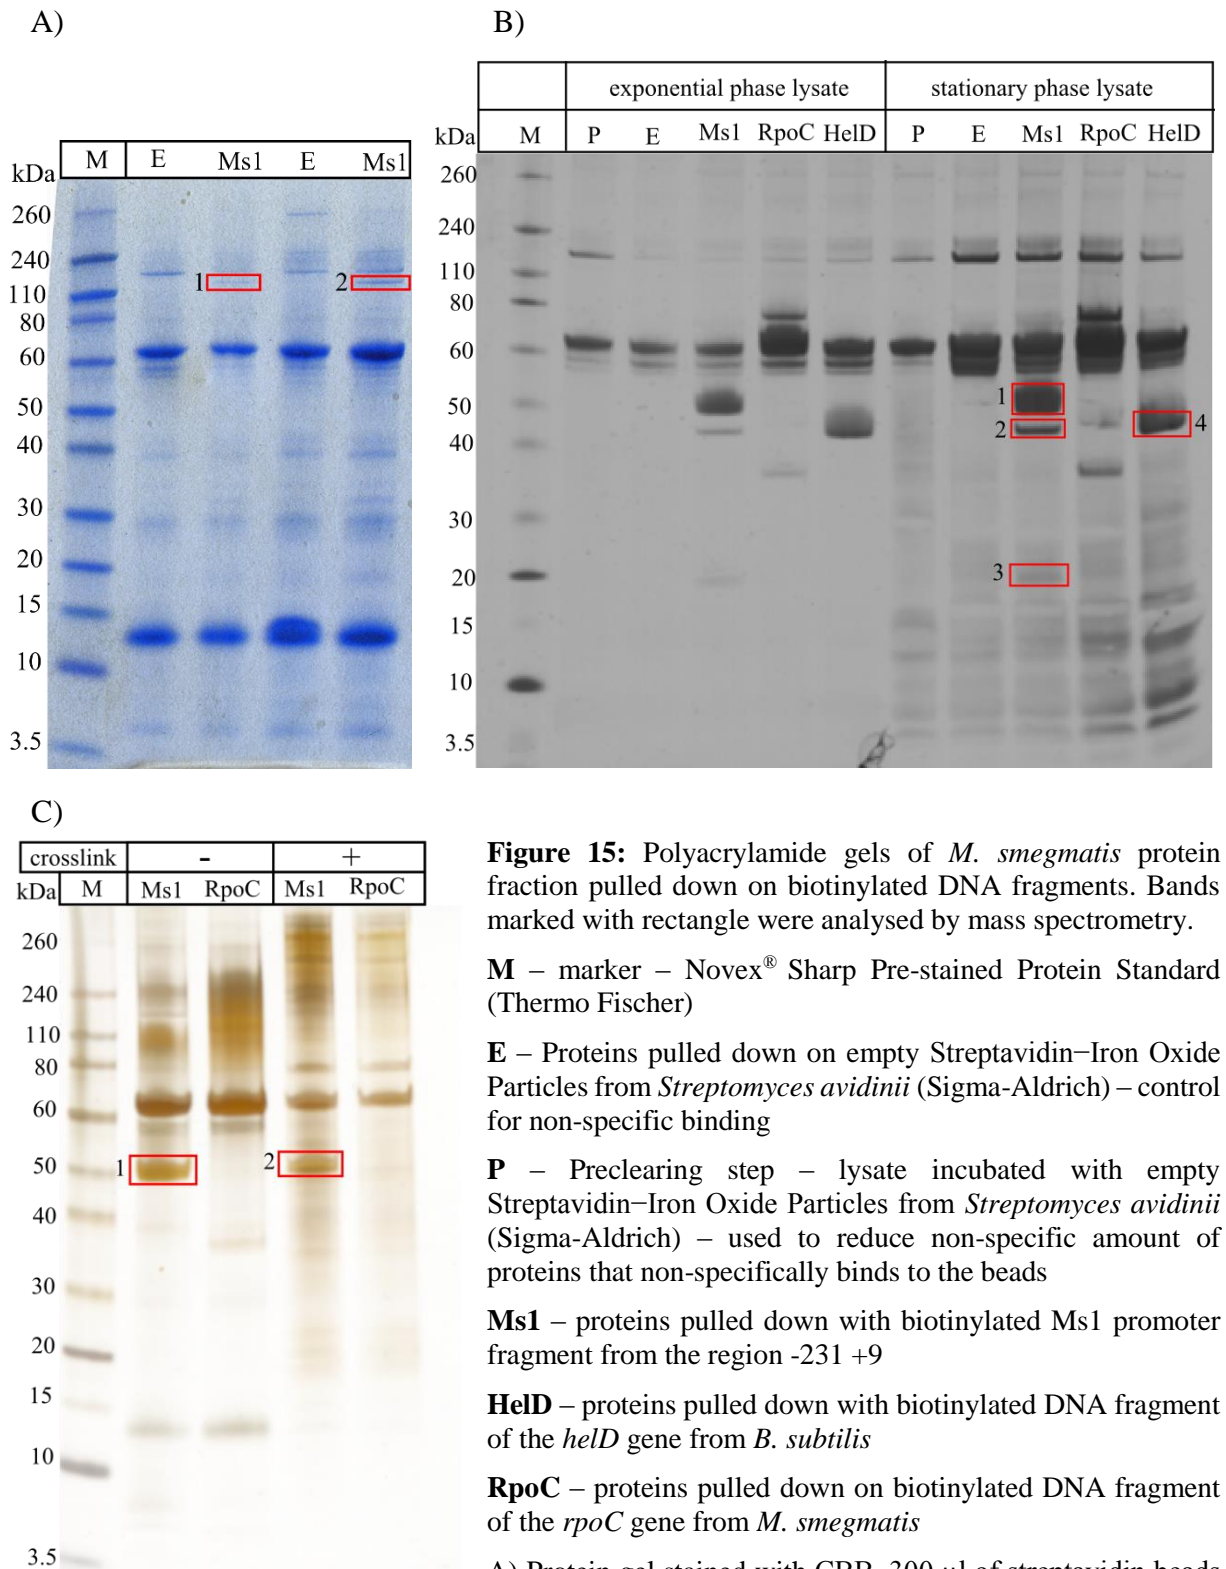 A)
M E Ms1 E Ms1
kDa
260
240
110
80
60
50
40
30
20
15
10
3.5
1
2
B)
exponential phase lysate stationary phase lysate
kDa M P E Ms1 RpoC HelD P E Ms1 RpoC HelD
260
240
110
80
60
50
40
30
20
15
10
3.5
1
2
3
4
C)
crosslink - +
kDa M Ms1 RpoC Ms1 RpoC
260
240
110
80
60
50
40
30
20
15
10
3.5
1
2
Figure 15: Polyacrylamide gels of M. smegmatis protein
fraction pulled down on biotinylated DNA fragments. Bands
marked with rectangle were analysed by mass spectrometry.
M – marker – Novex® Sharp Pre-stained Protein Standard
(Thermo Fischer)
E – Proteins pulled down on empty Streptavidin−Iron Oxide
Particles from Streptomyces avidinii (Sigma-Aldrich) – control
for non-specific binding
P – Preclearing step – lysate incubated with empty
Streptavidin−Iron Oxide Particles from Streptomyces avidinii
(Sigma-Aldrich) – used to reduce non-specific amount of
proteins that non-specifically binds to the beads
Ms1 – proteins pulled down with biotinylated Ms1 promoter
fragment from the region -231 +9
HelD – proteins pulled down with biotinylated DNA fragment
of the helD gene from B. subtilis
RpoC – proteins pulled down on biotinylated DNA fragment
of the rpoC gene from M. smegmatis
A) Protein gel stained with CBB. 300 µl of streptavidin beads